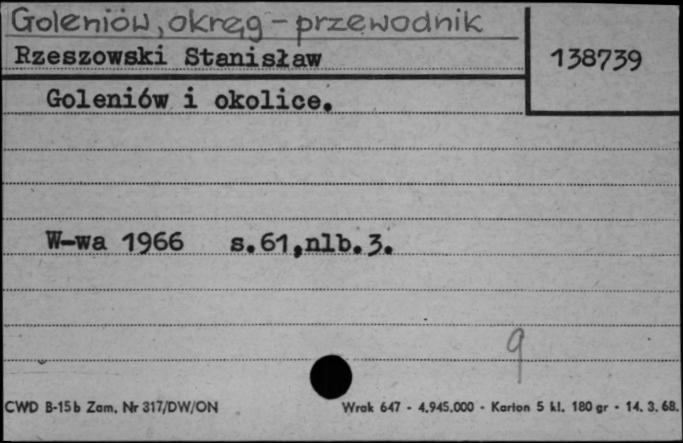 Goleniów, okręg - przewodnik
Rzeszowski Stanisław
138739
Goleniów i okolice.
W-wa 1966 s.61,nlb.3.
9
CWD B-15b Zam. Nr 317/DW/ON
Wrak 647 - 4.945.000 - Karton 5 kl. 180 gr - 14. 3. 68.